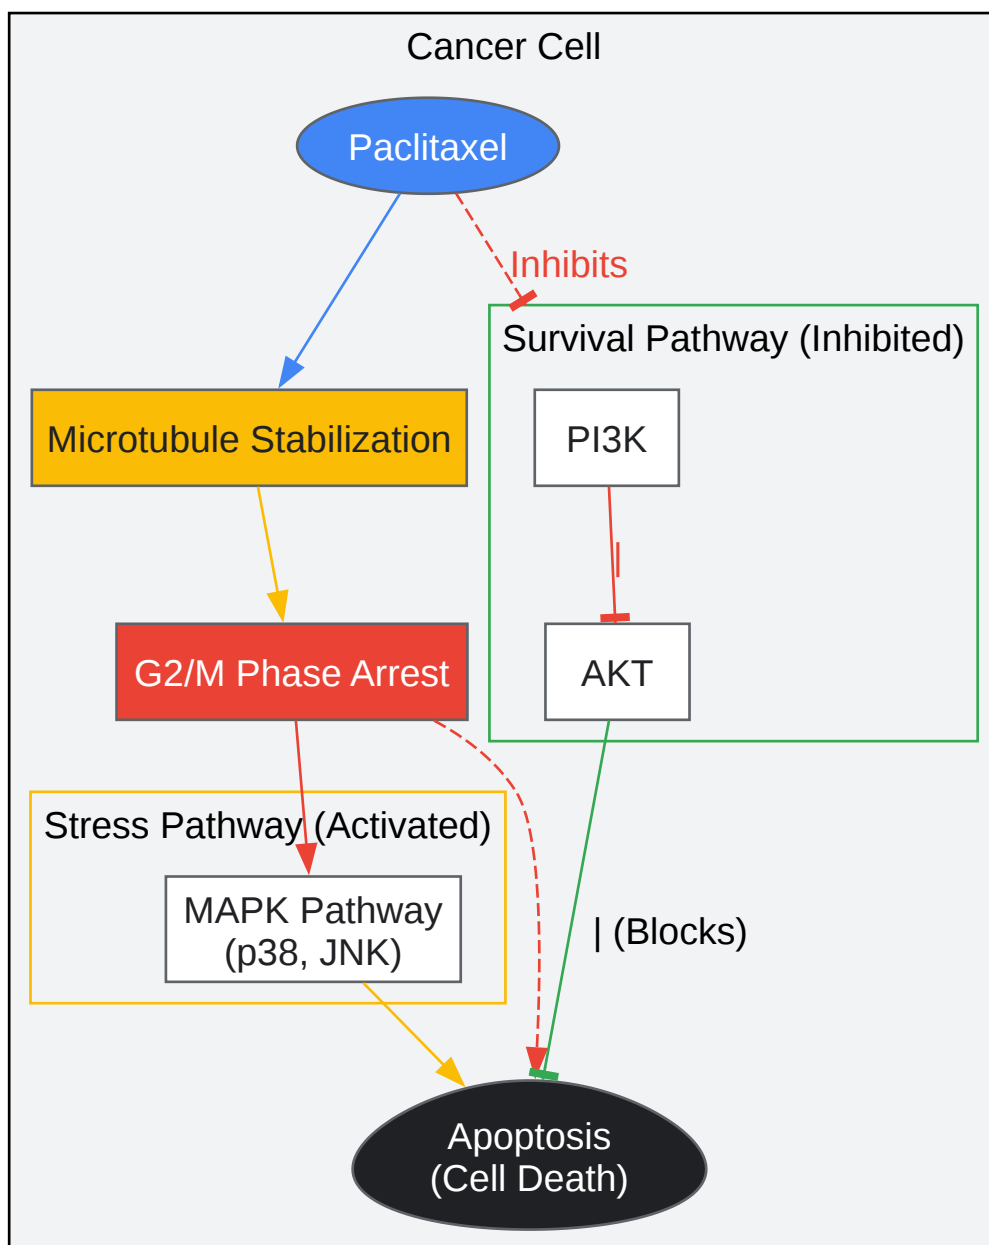 Cancer Cell
Paclitaxel
Inhibits
Survival Pathway (Inhibited)
Microtubule Stabilization
PI3K
|
G2/M Phase Arrest
AKT
Stress Pathway (Activated)
MAPK Pathway
(p38, JNK)
| (Blocks)
Apoptosis
(Cell Death)